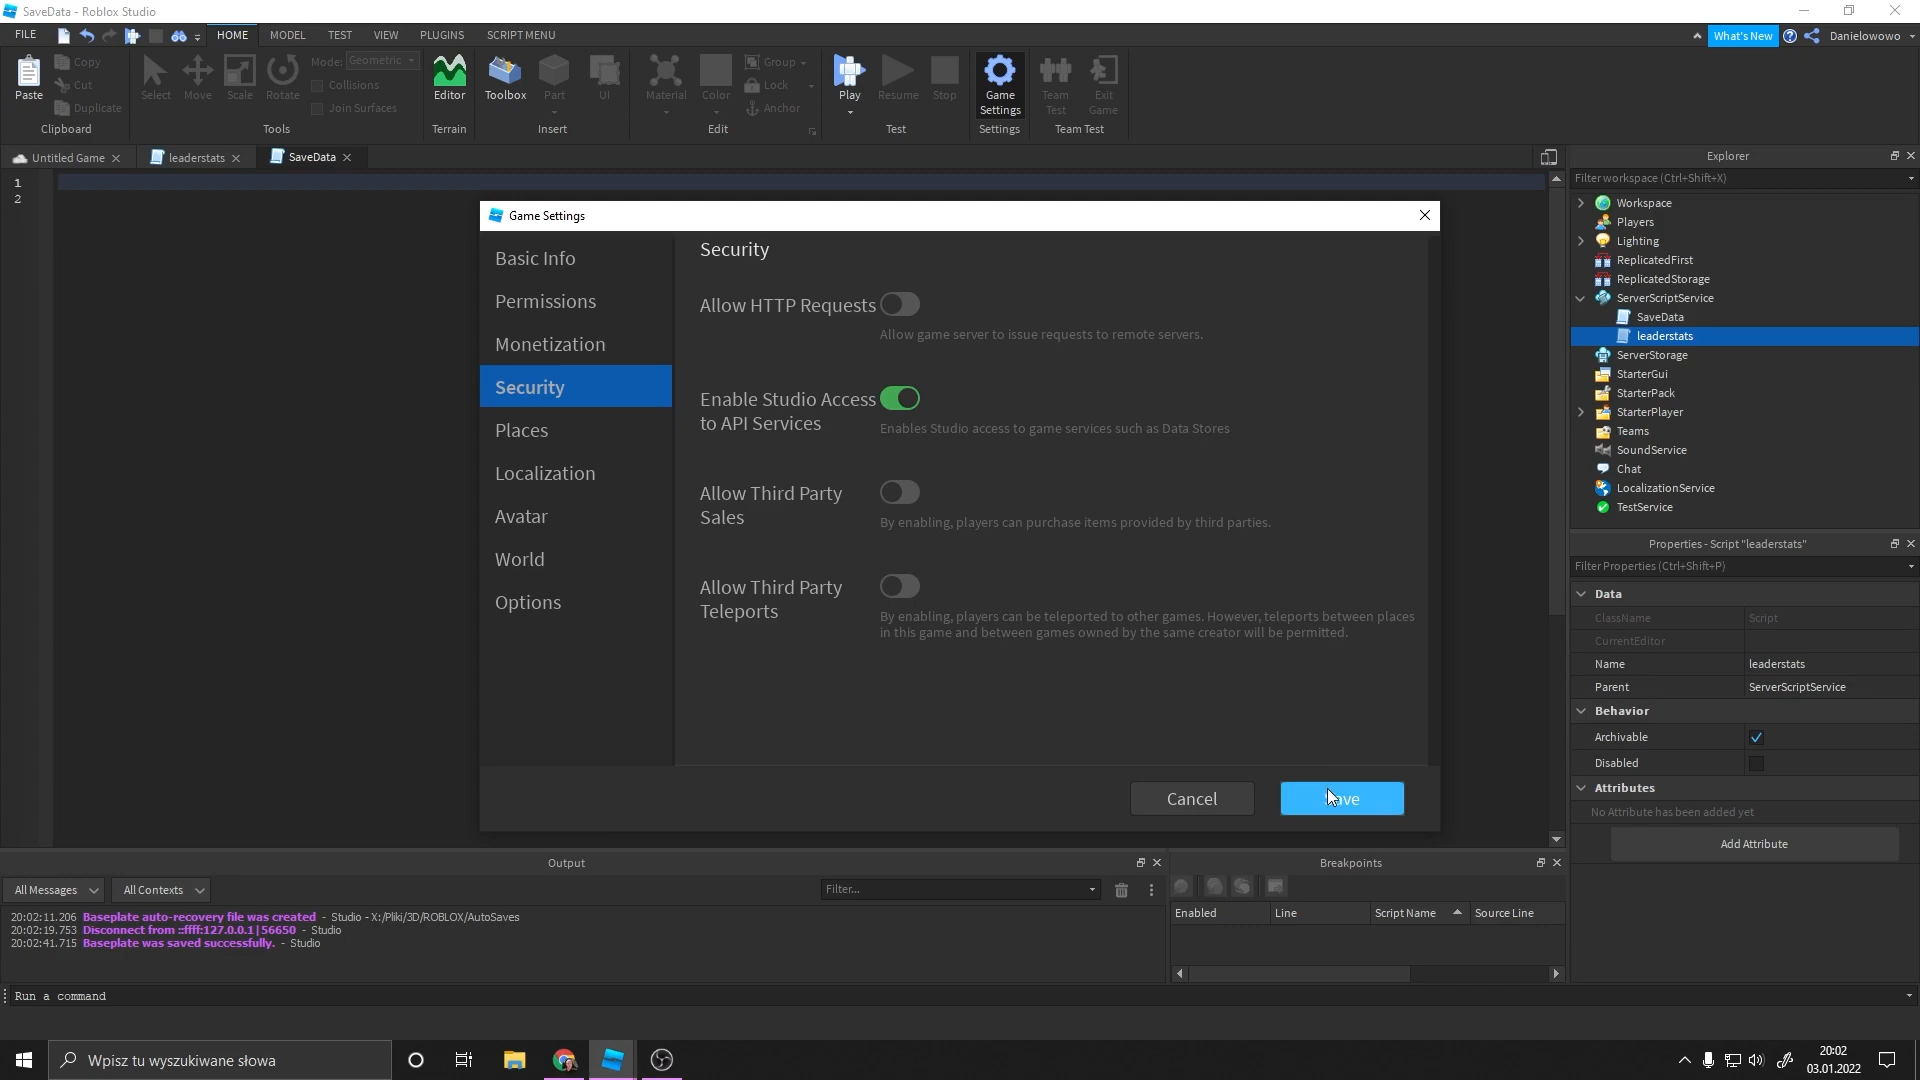 SaveData - Roblox Studio
FILE
HOME
MODEL
TEST
VIEW
PLUGINS
SCRIPT MENU
What's New
Danielowowo
Paste
Copy
Cut
Duplicate
Clipboard
Select
Move
Scale
Rotate
Mode: Geometric
Collisions
Join Surfaces
Tools
Editor
Terrain
Toolbox
Part
UI
Insert
Material
Color
Group
Lock
Anchor
Edit
Play
Resume
Stop
Test
Game Settings
Settings
Team Test
Exit Game
Team Test
Untitled Game
leaderstats
SaveData
1
2
Game Settings
Basic Info
Permissions
Monetization
Security
Places
Localization
Avatar
World
Options
Security
Allow HTTP Requests
Allow game server to issue requests to remote servers.
Enable Studio Access
to API Services
Enables Studio access to game services such as Data Stores
Allow Third Party
Sales
By enabling, players can purchase items provided by third parties.
Allow Third Party
Teleports
By enabling, players can be teleported to other games. However, teleports between places
in this game and between games owned by the same creator will be permitted.
Cancel
Explorer
Filter workspace (Ctrl+Shift+X)
Workspace
Players
Lighting
ReplicatedFirst
ReplicatedStorage
ServerScriptService
SaveData
leaderstats
ServerStorage
StarterGui
StarterPack
StarterPlayer
Teams
SoundService
Chat
LocalizationService
TestService
Properties - Script "leaderstats"
Filter Properties (Ctrl+Shift+P)
Data
ClassName Script
CurrentEditor
Name leaderstats
Parent ServerScriptService
Behavior
Archivable
Disabled
Attributes
No Attribute has been added yet
Add Attribute
Output
All Messages
All Contexts
Filter...
20:02:11.206 Baseplate auto-recovery file was created - Studio - X:/Pliki/3D/ROBLOX/AutoSaves
20:02:19.753 Disconnect from ::ffff:127.0.0.1|56650 - Studio
20:02:41.715 Baseplate was saved successfully. - Studio
Breakpoints
Enabled Line Script Name Source Line
Run a command
Wpisz tu wyszukiwane słowa
20:02
03.01.2022